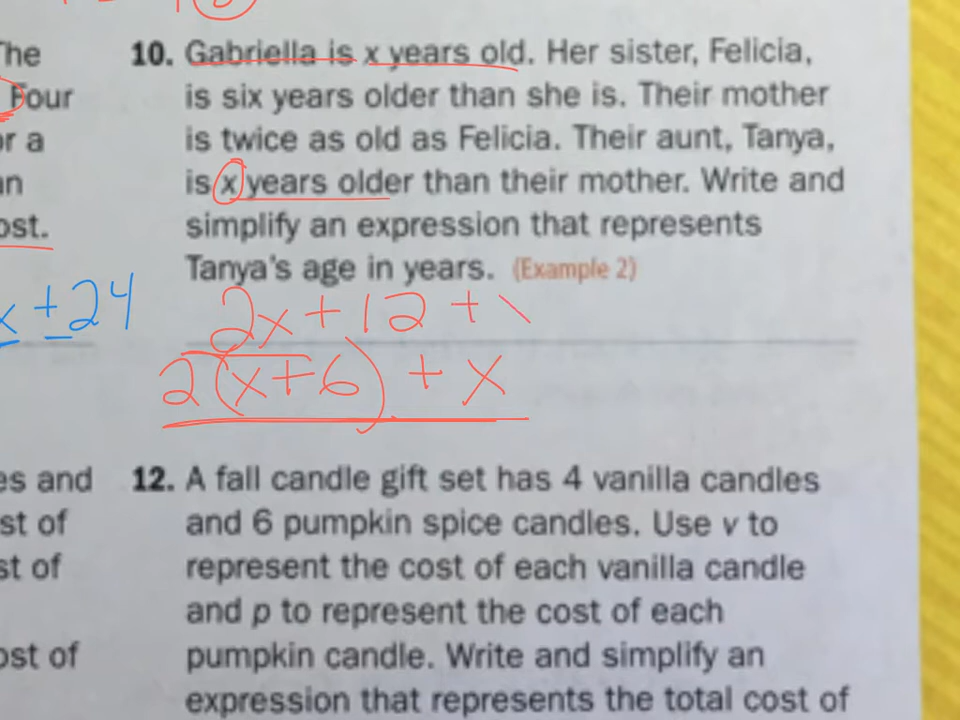 The
Four
or a
an
ost.
x + 24
10. Gabriella is x years old. Her sister, Felicia,
is six years older than she is. Their mother
is twice as old as Felicia. Their aunt, Tanya,
is x years older than their mother. Write and
simplify an expression that represents
Tanya's age in years. (Example 2)
2x + 12 +
2(x+6) + x
es and
st of
st of
ost of
12. A fall candle gift set has 4 vanilla candles
and 6 pumpkin spice candles. Use v to
represent the cost of each vanilla candle
and p to represent the cost of each
pumpkin candle. Write and simplify an
expression that represents the total cost of